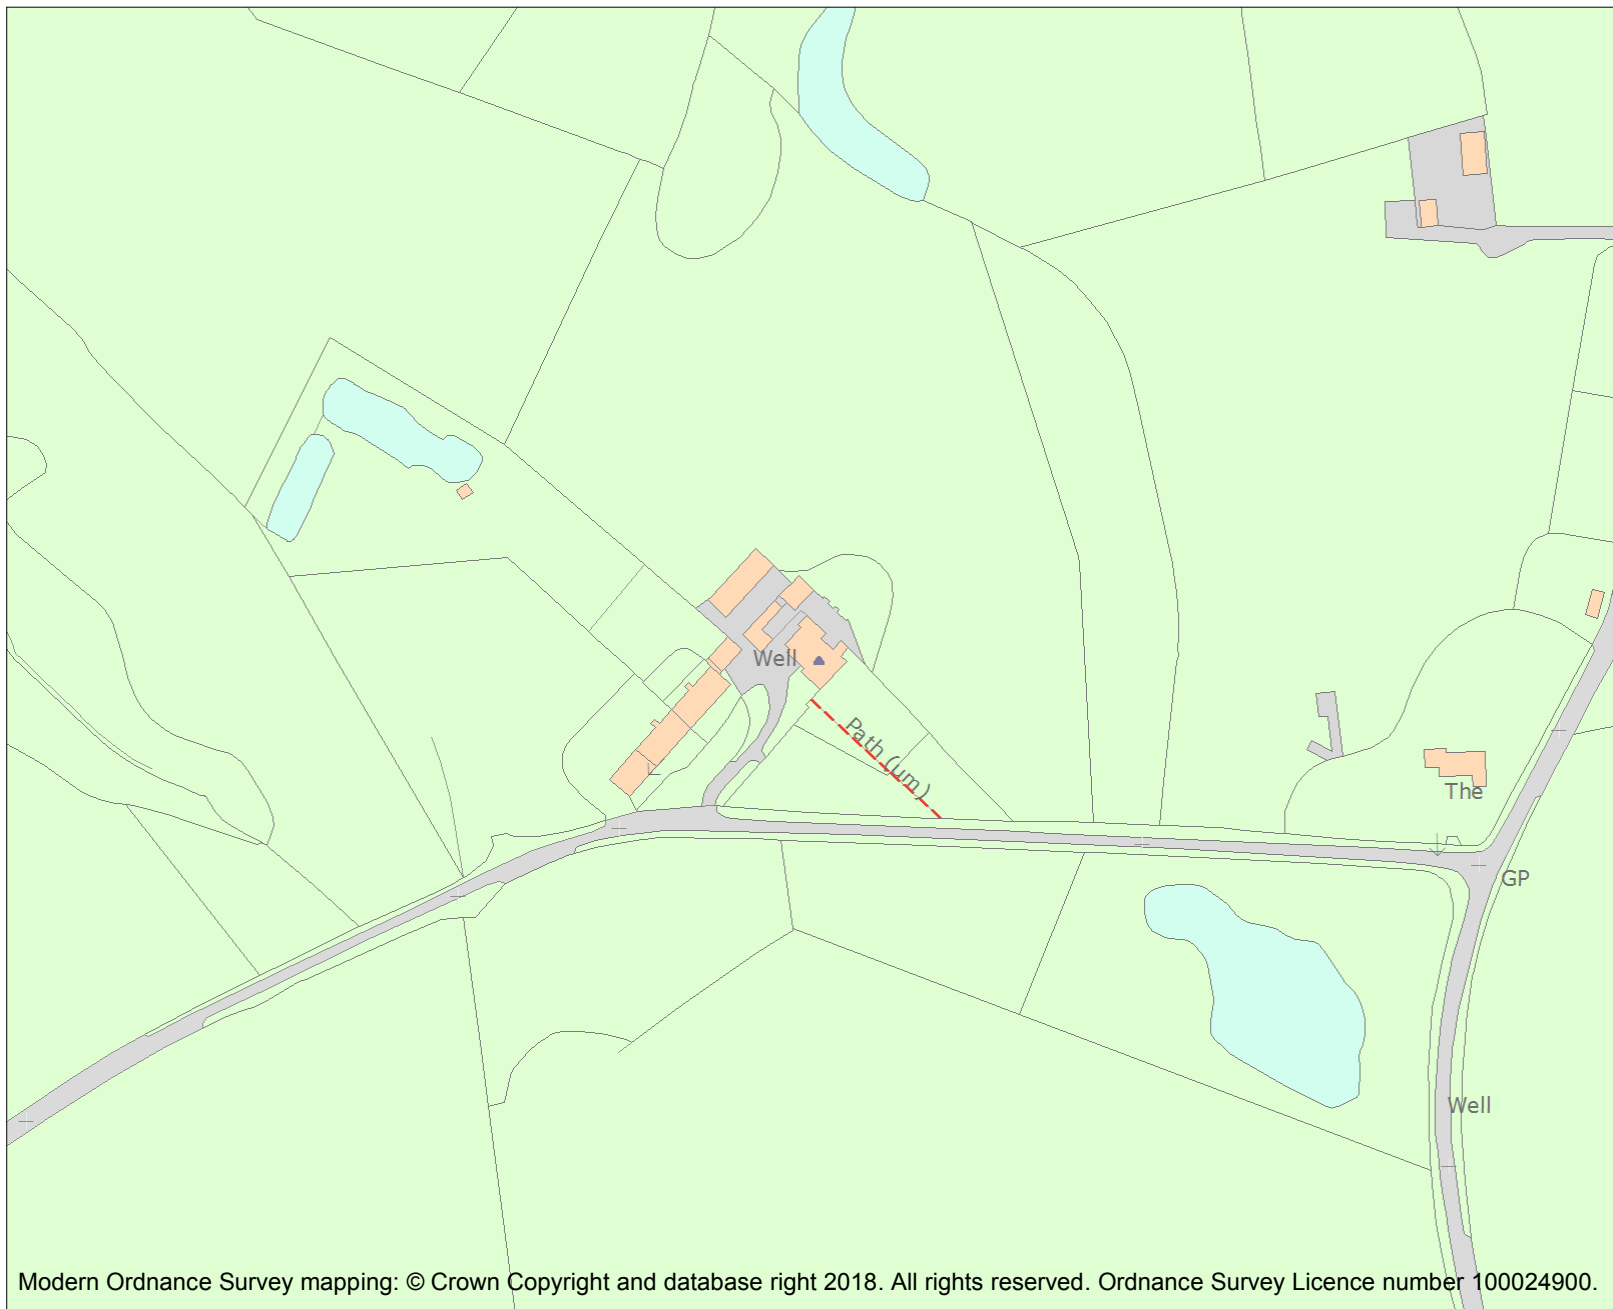 Well
Path (um)
The
GP
Well
Modern Ordnance Survey mapping: © Crown Copyright and database right 2018. All rights reserved. Ordnance Survey Licence number 100024900.